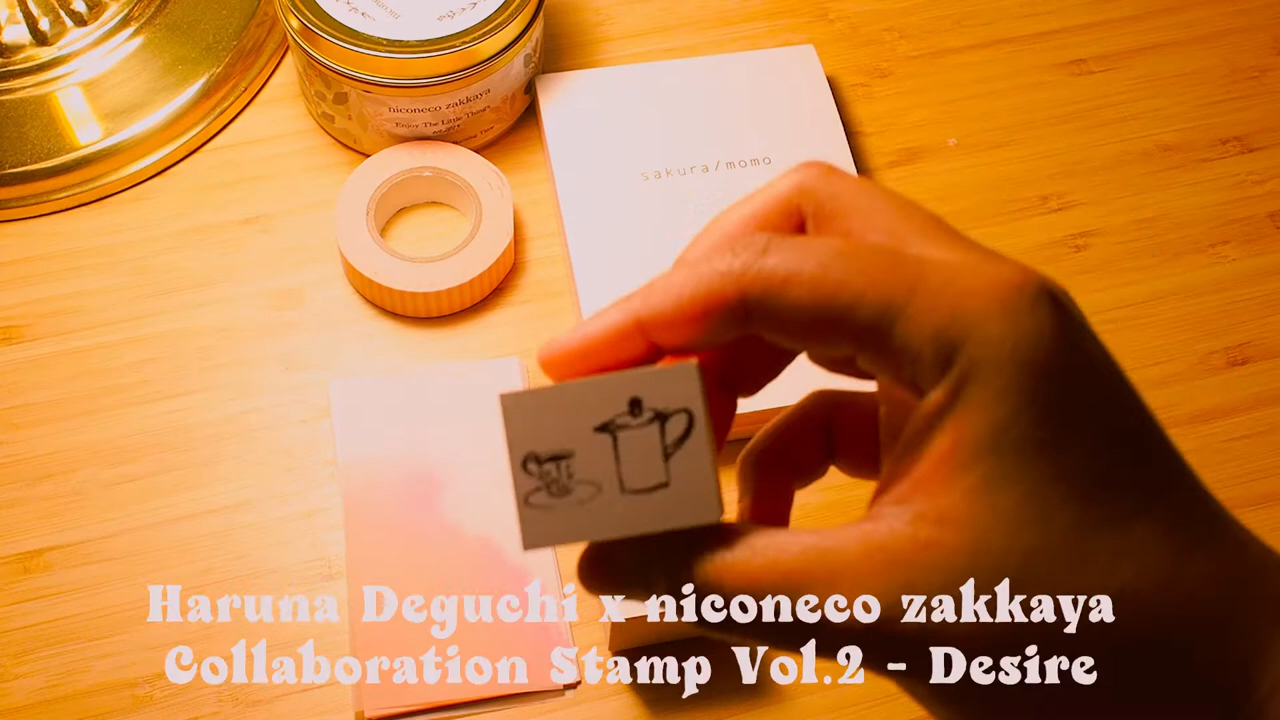 niconeco zakkaya
Enjoy The Little Things
sakura/momo
Haruna Deguchi x niconeco zakkaya
Collaboration Stamp Vol.2 - Desire